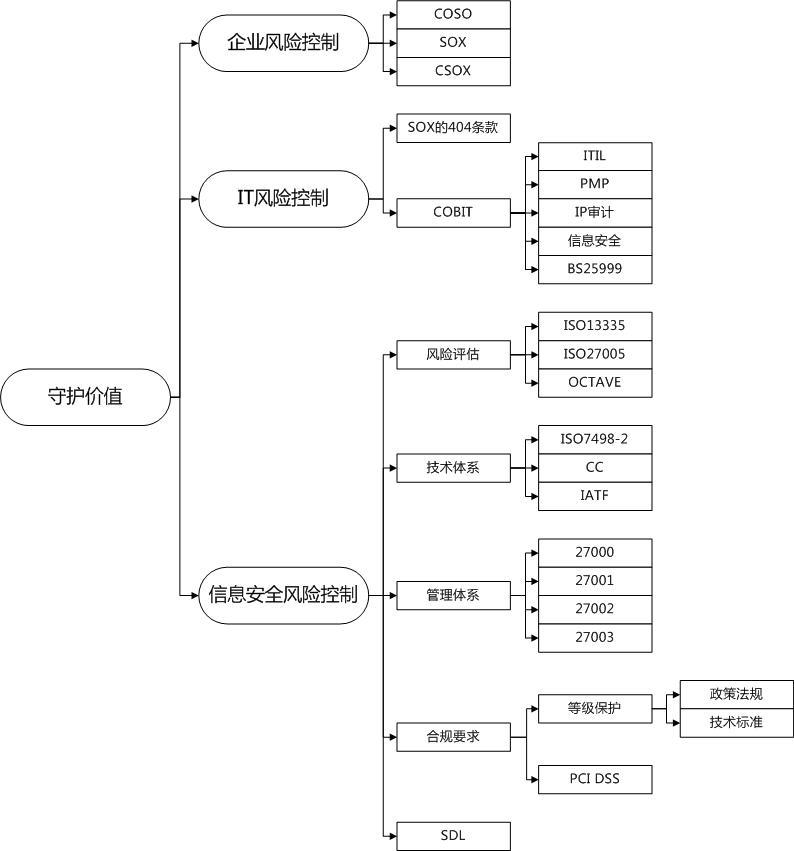 守护价值
企业风险控制
COSO
SOX
CSOX
IT风险控制
SOX的404条款
COBIT
ITIL
PMP
IP审计
信息安全
BS25999
信息安全风险控制
风险评估
ISO13335
ISO27005
OCTAVE
技术体系
ISO7498-2
CC
IATF
管理体系
27000
27001
27002
27003
合规要求
等级保护
政策法规
技术标准
PCI DSS
SDL